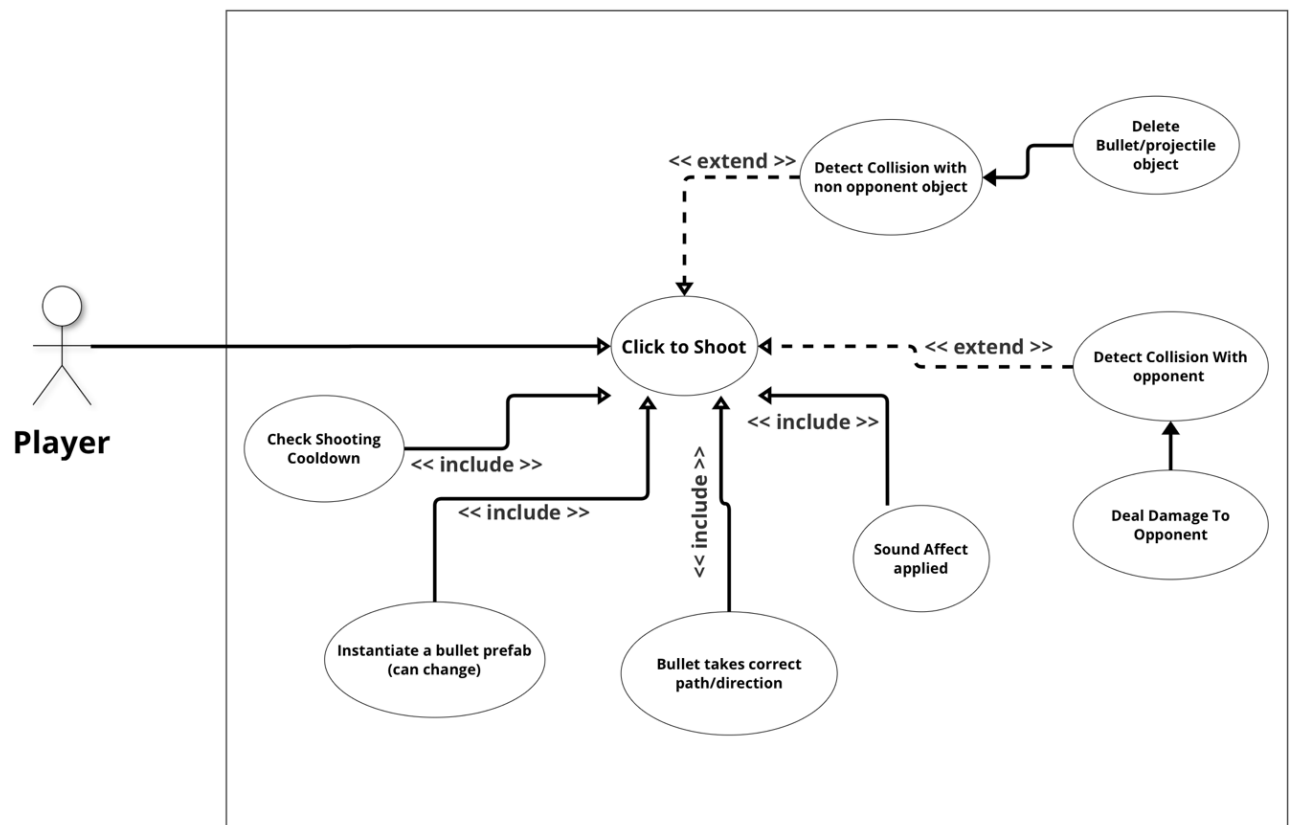 Delete
Bullet/projectile
object
<< extend >>
Detect Collision with
non opponent object
Click to Shoot
<< extend >>
Detect Collision With
opponent
Player
Check Shooting
Cooldown
<< include >>
<< include >>
<< include >>
<< include >>
Deal Damage To
Opponent
Sound Affect
applied
Instantiate a bullet prefab
(can change)
Bullet takes correct
path/direction